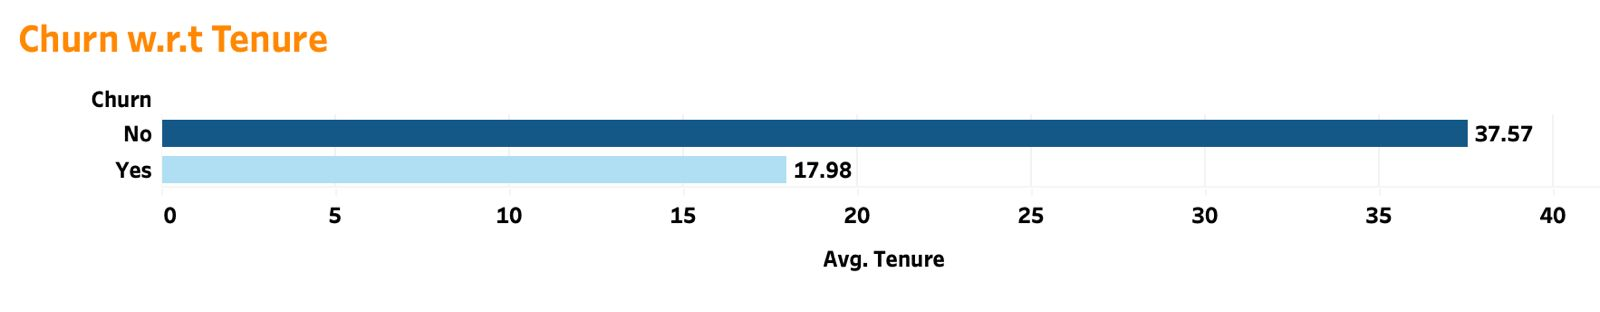 Churn w.r.t Tenure
Churn
No 37.57
Yes 17.98
0 5 10 15 20 25 30 35 40
Avg. Tenure